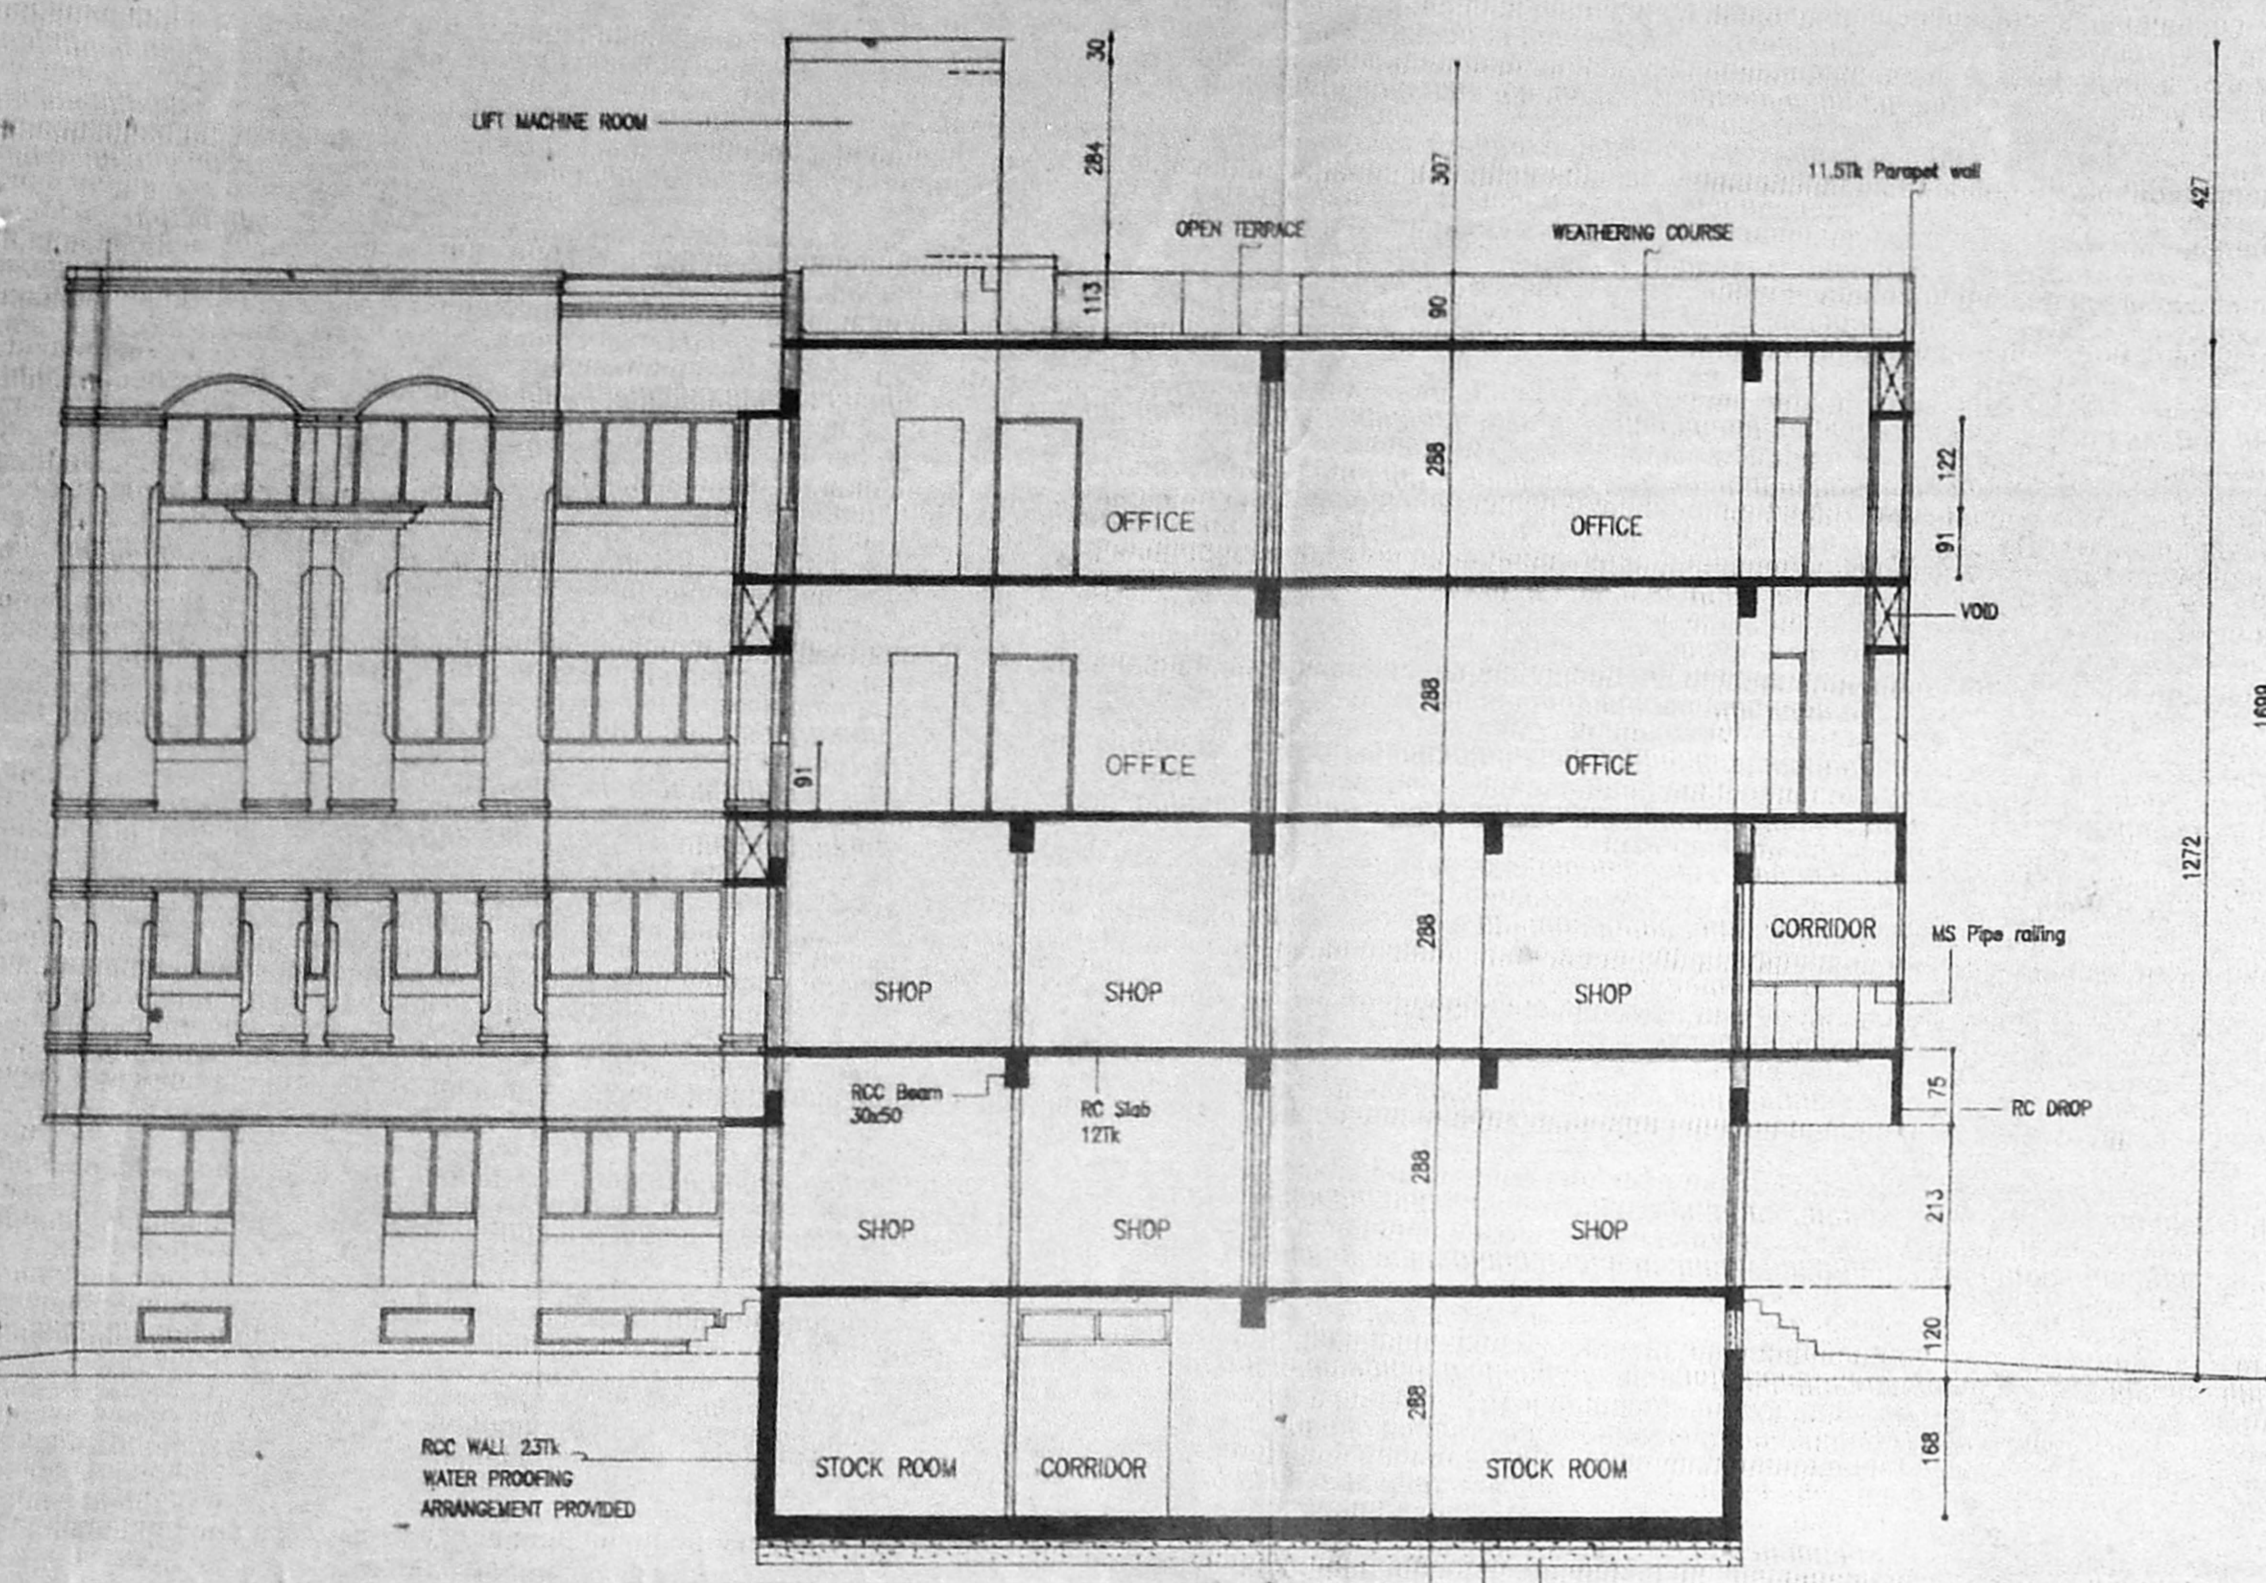 30
LIFT MACHINE ROOM
284
307
11.5Tk Parapet wall
427
OPEN TERRACE
WEATHERING COURSE
113
90
288
122
OFFICE
OFFICE
91
VOID
288
1699
91
OFFICE
OFFICE
1272
288
CORRIDOR
MS Pipe railing
SHOP
SHOP
SHOP
RCC Beam
30x50
RC Slab
12Tk
75
RC DROP
288
213
SHOP
SHOP
SHOP
120
288
168
RCC WALL 23Tk
WATER PROOFING
ARRANGEMENT PROVIDED
STOCK ROOM
CORRIDOR
STOCK ROOM